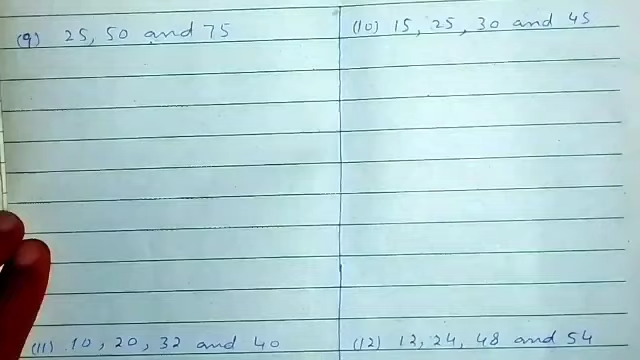 (9) 25, 50 and 75
(10) 15, 25, 30 and 45
(11) 10, 20, 32 and 40
(12) 12, 24, 48 and 54